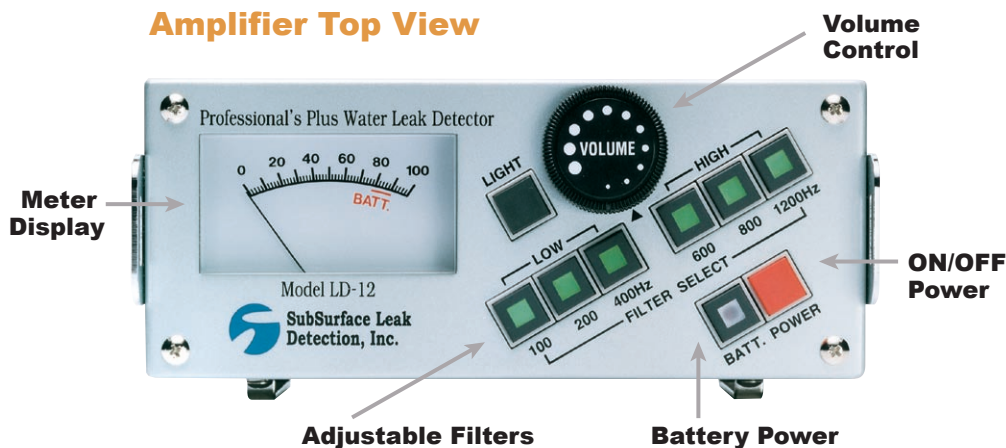 Amplifier Top View
Volume
Control
Professional's Plus Water Leak Detector
0 20 40 60 80 100
BATT.
Meter
Display
LIGHT
VOLUME
HIGH
600 800 1200Hz
LOW
100 200 400Hz
FILTER SELECT
ON/OFF
Power
Model LD-12
SubSurface Leak
Detection, Inc.
BATT. POWER
Adjustable Filters
Battery Power